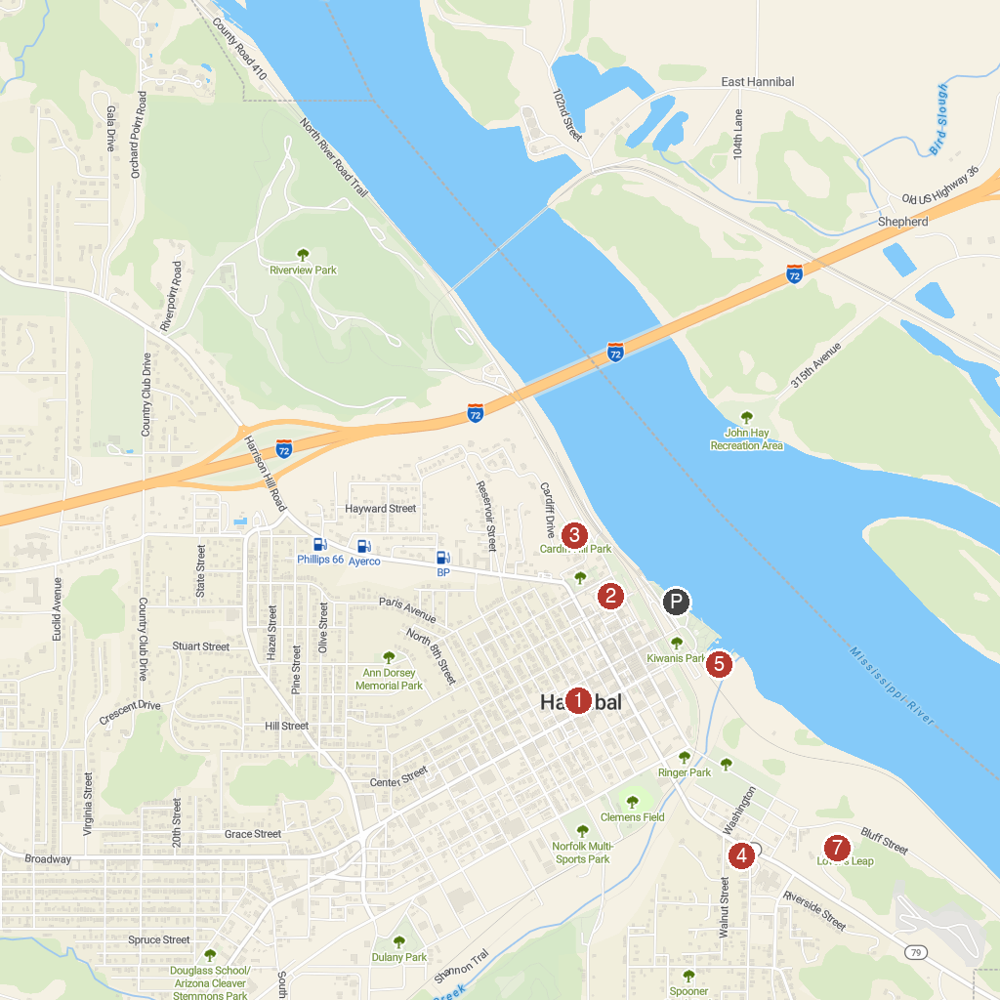 County Road 410
Gala Drive
Orchard Point Road
North River Road Trail
102nd Street
East Hannibal
104th Lane
Bird Slough
Old US Highway 36
Shepherd
Riverview Park
Riverpoint Road
72
72
72
72
315th Avenue
Country Club Drive
Harrison Hill Road
John Hay
Recreation Area
Hayward Street
Reservoir Street
Cardiff Drive
3
Phillips 66
Ayerco
BP
State Street
Euclid Avenue
2
P
Paris Avenue
North 8th Street
Hazel Street
Olive Street
Pine Street
Stuart Street
Country Club Drive
Ann Dorsey
Memorial Park
Kiwanis Park
5
Mississippi River
1
Crescent Drive
Hill Street
Center Street
Ringer Park
Virginia Street
20th Street
Clemens Field
Washington
Grace Street
Norfolk Multi-
Sports Park
Bluff Street
7
4
Broadway
Walnut Street
Riverside Street
Spruce Street
Dulany Park
Shannon Tral
79
Douglass School/
Arizona Cleaver
Stemmons Park
South
Creek
Spooner